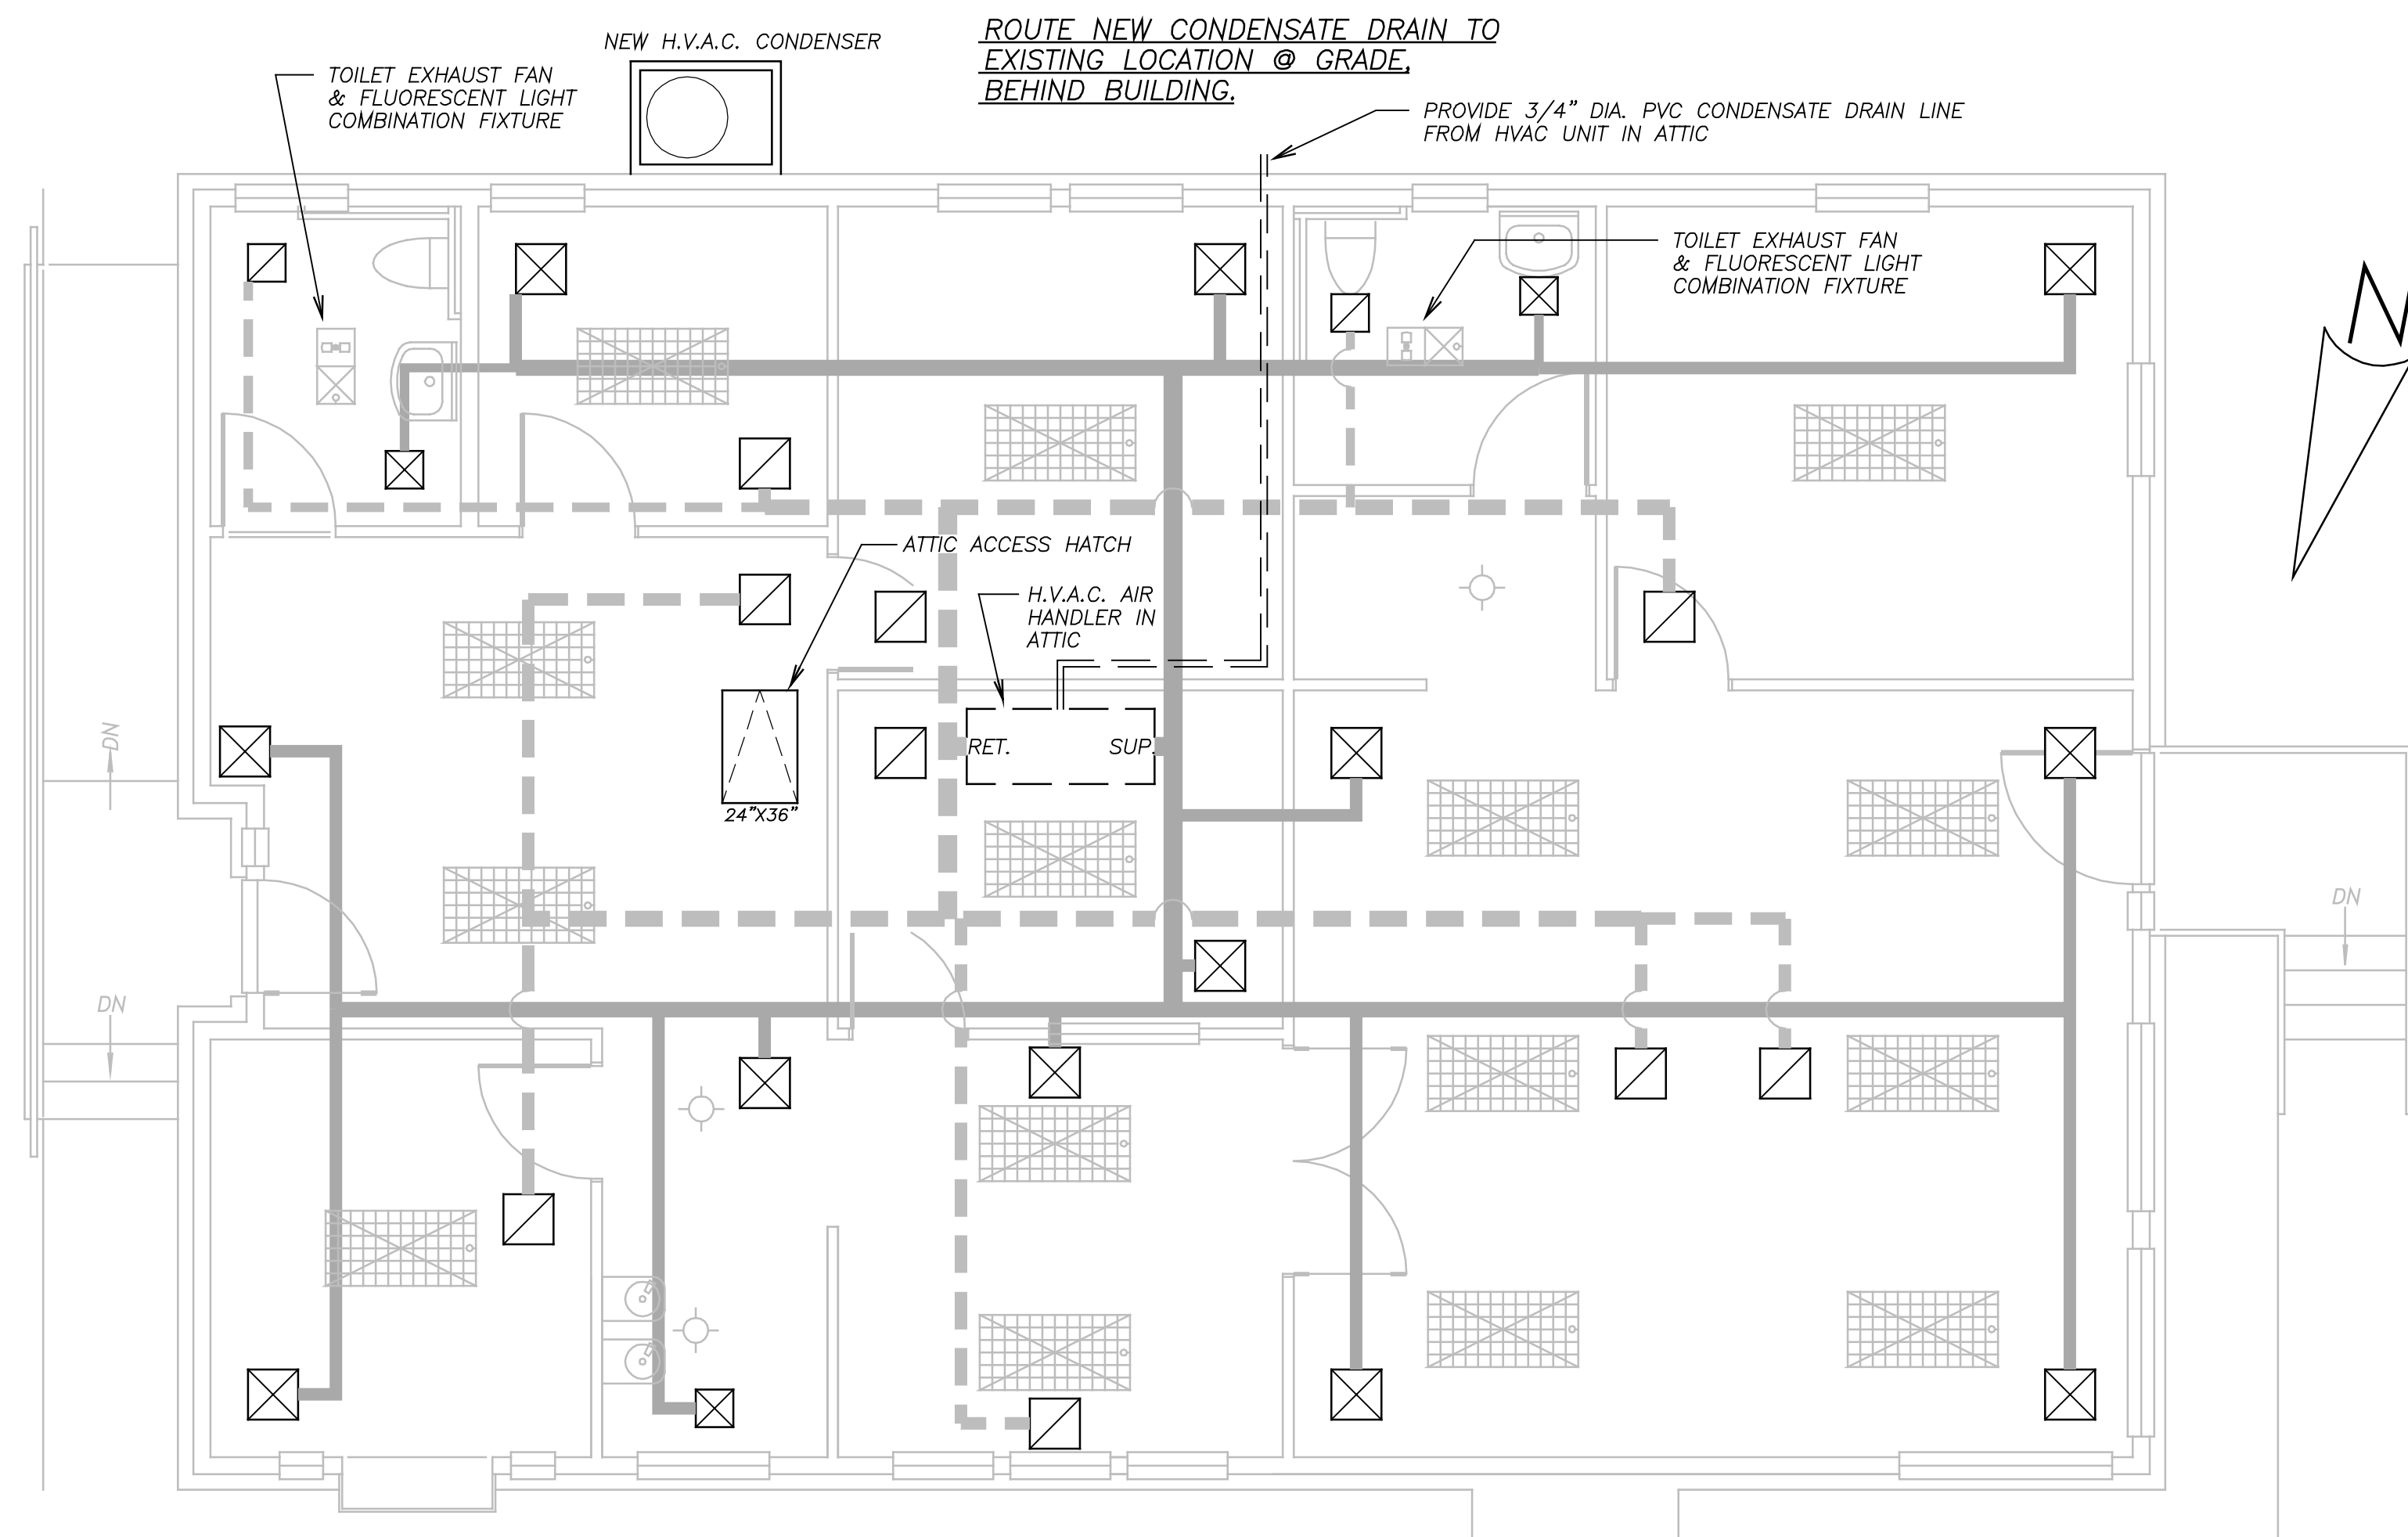 NEW H.V.A.C. CONDENSER
TOILET EXHAUST FAN
& FLUORESCENT LIGHT
COMBINATION FIXTURE
ROUTE NEW CONDENSATE DRAIN TO
EXISTING LOCATION @ GRADE,
BEHIND BUILDING.
PROVIDE 3/4" DIA. PVC CONDENSATE DRAIN LINE
FROM HVAC UNIT IN ATTIC
TOILET EXHAUST FAN
& FLUORESCENT LIGHT
COMBINATION FIXTURE
N
ATTIC ACCESS HATCH
H.V.A.C. AIR
HANDLER IN
ATTIC
DN
RET.
SUP.
24"X36"
DN
DN